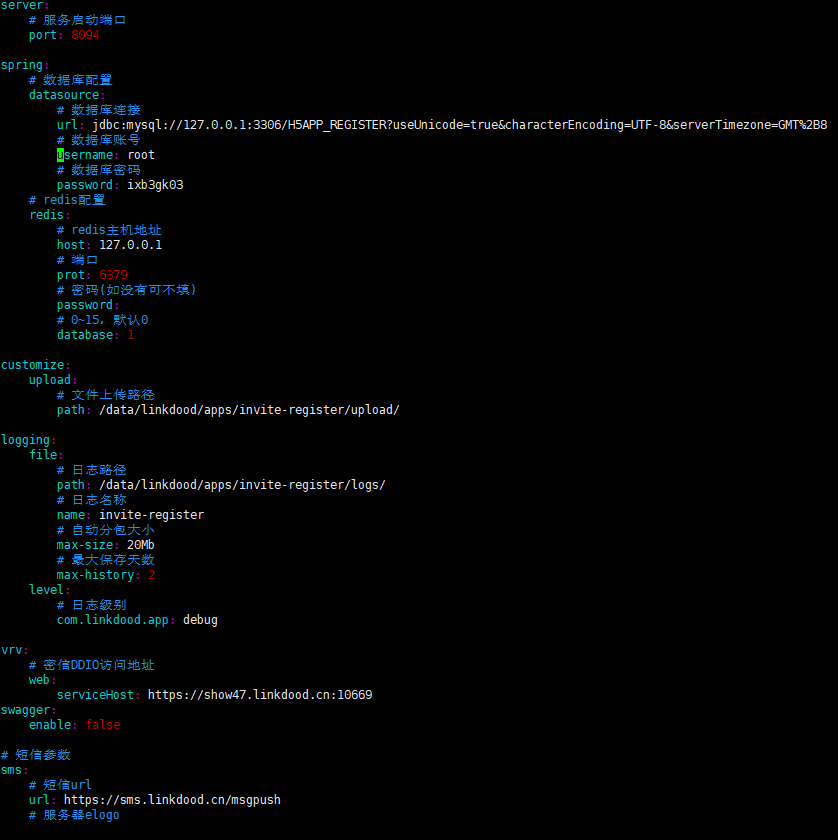 server:
    # 服务启动端口
    port: 8094

spring:
    # 数据库配置
    datasource:
        # 数据库连接
        url: jdbc:mysql://127.0.0.1:3306/H5APP_REGISTER?useUnicode=true&characterEncoding=UTF-8&serverTimezone=GMT%2B8
        # 数据库账号
        username: root
        # 数据库密码
        password: ixb3gk03
    # redis配置
    redis:
        # redis主机地址
        host: 127.0.0.1
        # 端口
        prot: 6379
        # 密码(如没有可不填)
        password:
        # 0~15, 默认0
        database: 1

customize:
    upload:
        # 文件上传路径
        path: /data/linkdood/apps/invite-register/upload/

logging:
    file:
        # 日志路径
        path: /data/linkdood/apps/invite-register/logs/
        # 日志名称
        name: invite-register
        # 自动分包大小
        max-size: 20Mb
        # 最大保存天数
        max-history: 2
    level:
        # 日志级别
        com.linkdood.app: debug

vrv:
    # 密信DDIO访问地址
    web:
        serviceHost: https://show47.linkdood.cn:10669
swagger:
    enable: false

# 短信参数
sms:
    # 短信url
    url: https://sms.linkdood.cn/msgpush
    # 服务器elogo